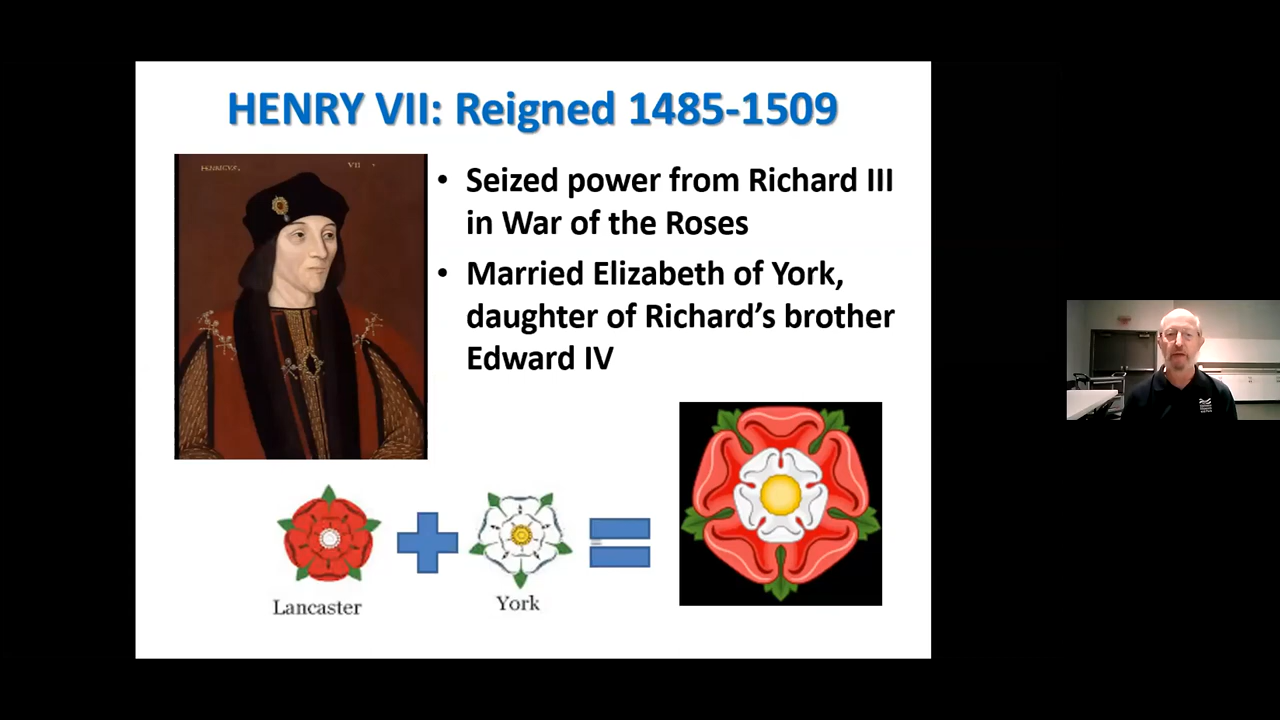 HENRY VII: Reigned 1485-1509
HENRICVS,
VII
• Seized power from Richard III
in War of the Roses
• Married Elizabeth of York,
daughter of Richard’s brother
Edward IV
Lancaster
York